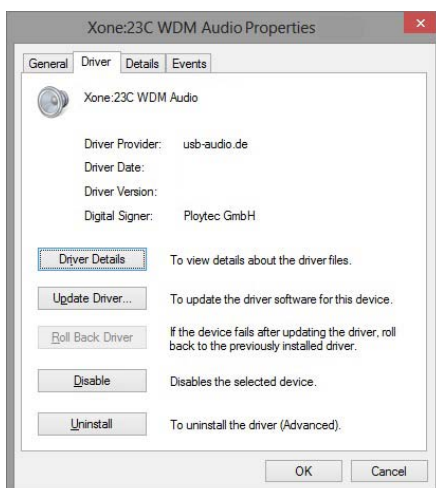 Xone:23C WDM Audio Properties
General Driver Details Events
Xone:23C WDM Audio
Driver Provider: usb-audio.de
Driver Date:
Driver Version:
Digital Signer: Ploytec GmbH
Driver Details To view details about the driver files.
Update Driver... To update the driver software for this device.
Roll Back Driver If the device fails after updating the driver, roll
back to the previously installed driver.
Disable Disables the selected device.
Uninstall To uninstall the driver (Advanced).
OK Cancel